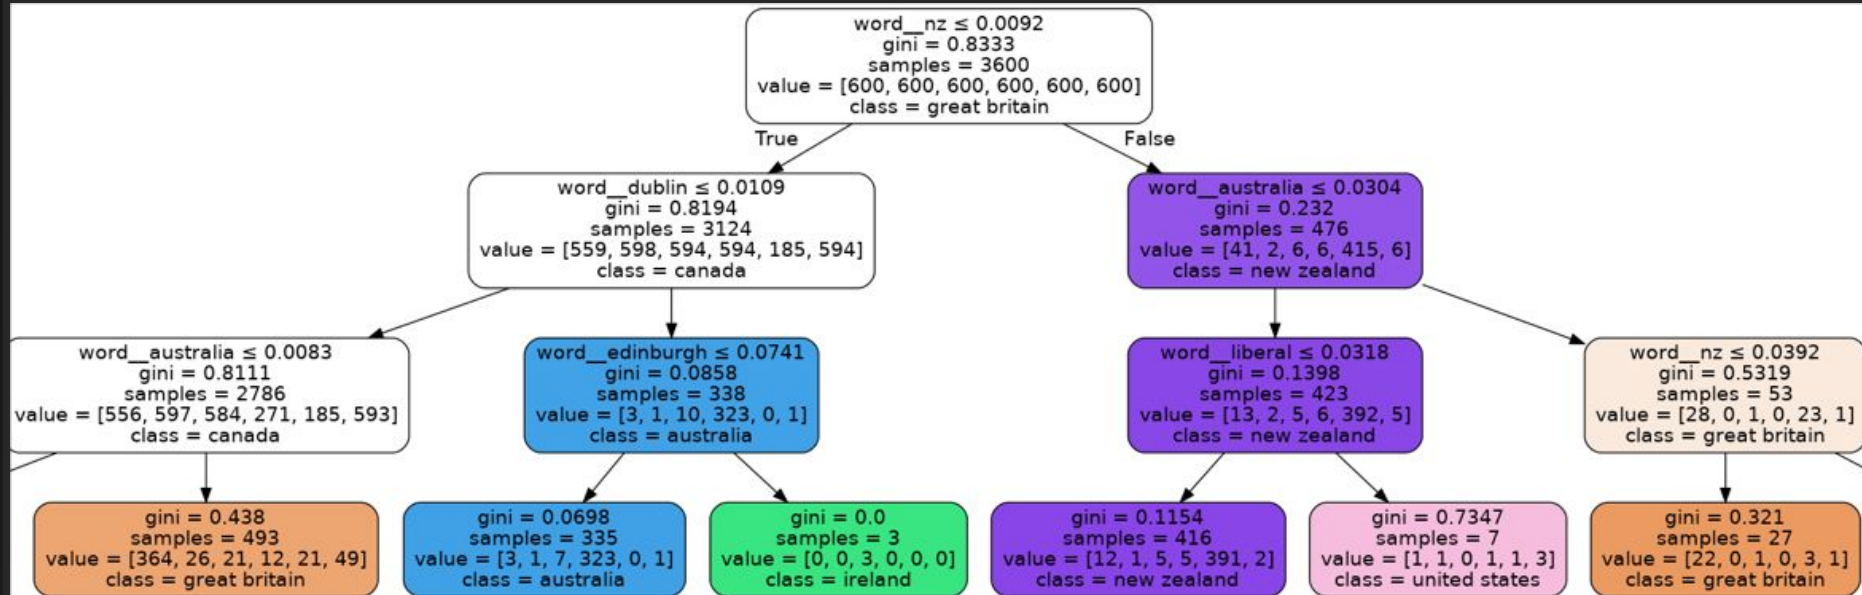 word__nz ≤ 0.0092
gini = 0.8333
samples = 3600
value = [600, 600, 600, 600, 600, 600]
class = great britain
True
False
word__dublin ≤ 0.0109
gini = 0.8194
samples = 3124
value = [559, 598, 594, 594, 185, 594]
class = canada
word__australia ≤ 0.0304
gini = 0.232
samples = 476
value = [41, 2, 6, 6, 415, 6]
class = new zealand
word__australia ≤ 0.0083
gini = 0.8111
samples = 2786
value = [556, 597, 584, 271, 185, 593]
class = canada
word__edinburgh ≤ 0.0741
gini = 0.0858
samples = 338
value = [3, 1, 10, 323, 0, 1]
class = australia
word__liberal ≤ 0.0318
gini = 0.1398
samples = 423
value = [13, 2, 5, 6, 392, 5]
class = new zealand
word__nz ≤ 0.0392
gini = 0.5319
samples = 53
value = [28, 0, 1, 0, 23, 1]
class = great britain
gini = 0.438
samples = 493
value = [364, 26, 21, 12, 21, 49]
class = great britain
gini = 0.0698
samples = 335
value = [3, 1, 7, 323, 0, 1]
class = australia
gini = 0.0
samples = 3
value = [0, 0, 3, 0, 0, 0]
class = ireland
gini = 0.1154
samples = 416
value = [12, 1, 5, 5, 391, 2]
class = new zealand
gini = 0.7347
samples = 7
value = [1, 1, 0, 1, 1, 3]
class = united states
gini = 0.321
samples = 27
value = [22, 0, 1, 0, 3, 1]
class = great britain